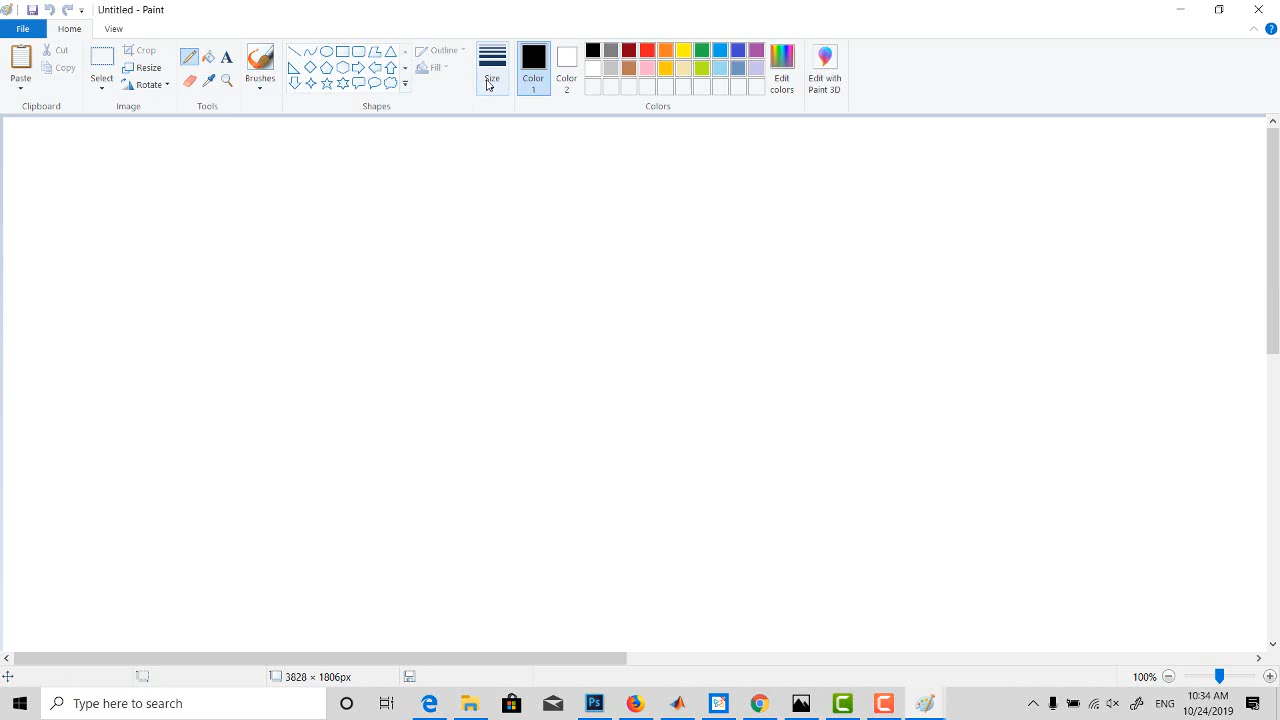 Untitled - Paint
File Home View
Paste
Cut
Copy
Clipboard
Select
Crop
Resize
Rotate
Image
Tools
Brushes
Outline
Fill
Shapes
Size
Color 1
Color 2
Edit colors
Colors
Edit with Paint 3D
3828 × 1806px
100%
Type here to search
Ps
ENG
10:34 AM
10/24/2019